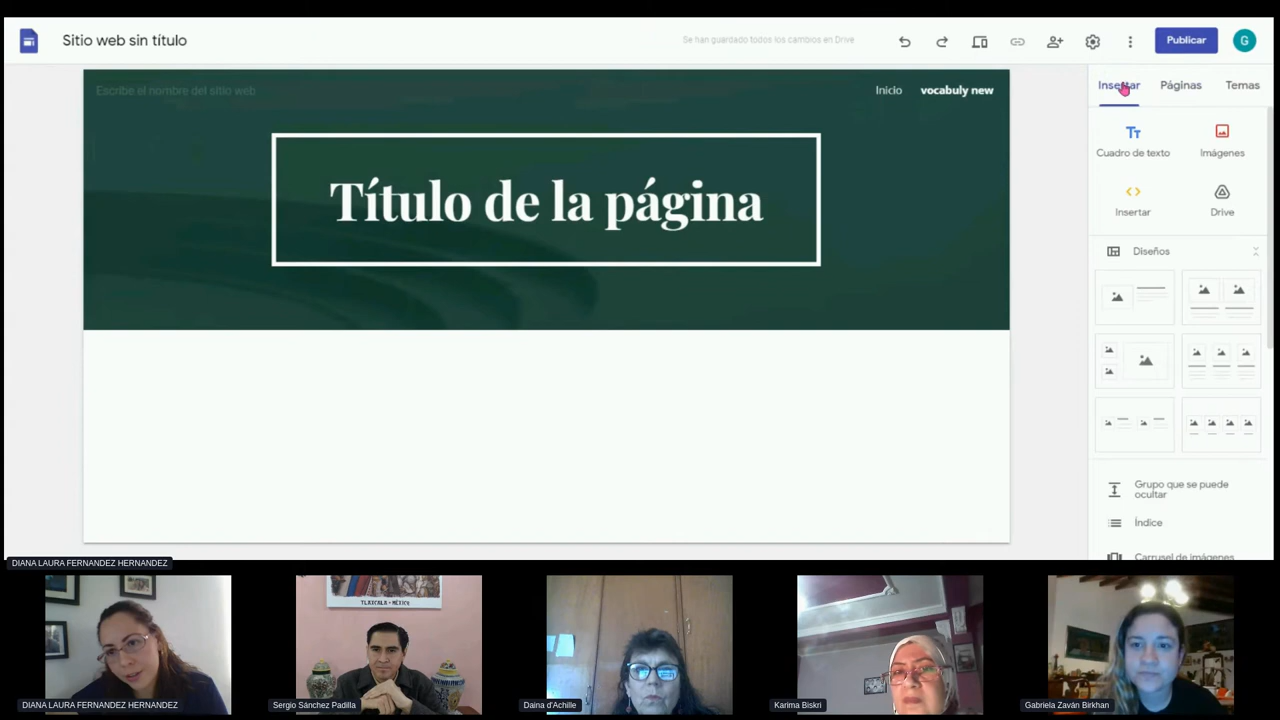 Sitio web sin título
Se han guardado todos los cambios en Drive
Publicar
G
Escribe el nombre del sitio web
Inicio
vocabuly new
Título de la página
Insertar
Páginas
Temas
Tt
Cuadro de texto
Imágenes
Insertar
Drive
Diseños
Grupo que se puede
ocultar
Índice
Carrusel de imágenes
DIANA LAURA FERNANDEZ HERNANDEZ
TLAXCALA - MÉXICO
DIANA LAURA FERNANDEZ HERNANDEZ
Sergio Sánchez Padilla
Daina d'Achille
Karima Biskri
Gabriela Zaván Birkhan